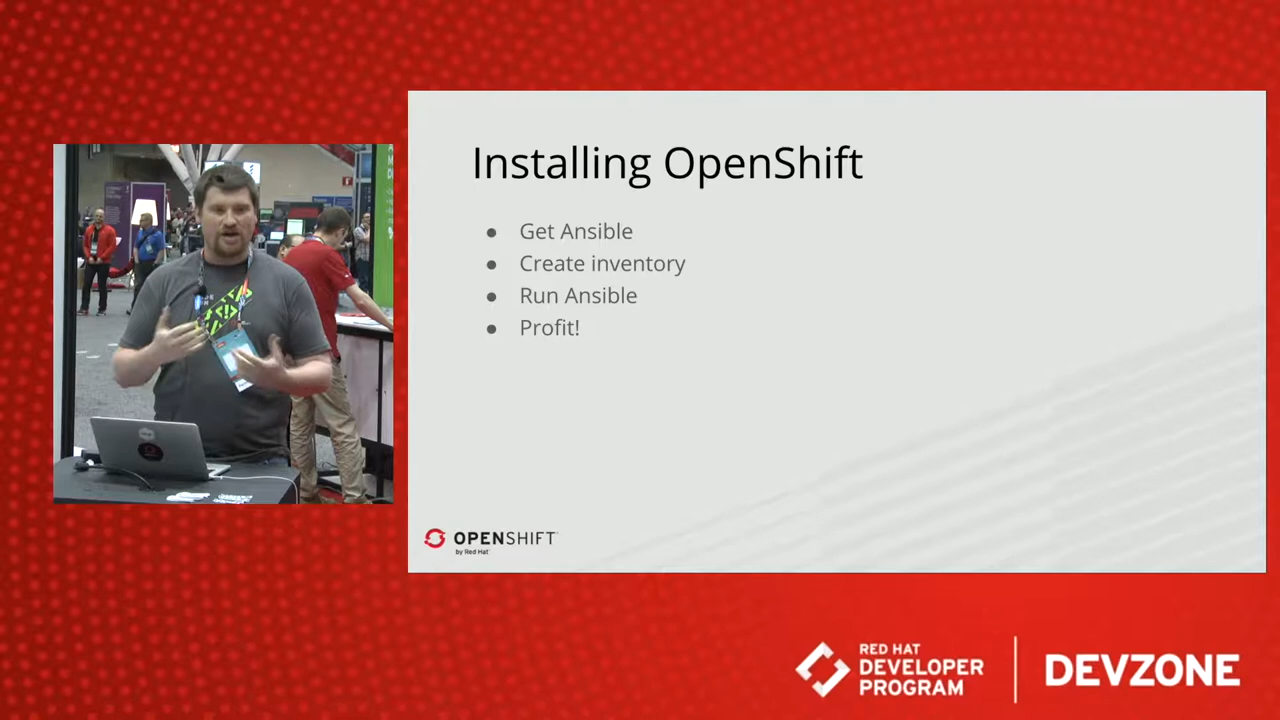 Installing OpenShift
● Get Ansible
● Create inventory
● Run Ansible
● Profit!
OPENSHIFT
by Red Hat
RED HAT
DEVELOPER
PROGRAM
DEVZONE